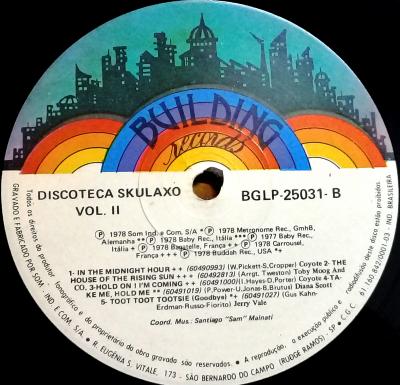 BUILDING
records
DISCOTECA SKULAXO
VOL. II
BGLP-25031-B
Ⓟ 1978 Som Ind. e Com. S/A * Ⓟ 1978 Metronome Rec., GmbH,
Alemanha ** Ⓟ 1978 Baby Rec., Itália *** Ⓟ 1977 Baby Rec.,
Itália + Ⓟ 1978 Bagatelle, França ++ Ⓟ 1978 Carrousel,
França +++ Ⓟ 1978 Buddah Rec., USA *
1- IN THE MIDNIGHT HOUR ++ (60490993) (W.Pickett-S.Cropper) Coyote 2- THE
HOUSE OF THE RISING SUN +++ (60492813) (Arrgt. Tweston) Toby Moog And
CO. 3-HOLD ON I'M COMING ++ (60491000) (I.Hayes-D.Porter) Coyote 4-TA-
KE ME, HOLD ME ** (60491019) (P.Power-U.Jonas-B.Brutus) Diana Scott
5- TOOT TOOT TOOTSIE (Goodbye) * (60491027) (Gus Kahn-
Erdman-Russo-Fiorito) Jerry Vale
Coord. Mus.: Santiago "Sam" Malnati
GRAVADO E FABRICADO POR SOM. IND. E COM. S/A. • R. EUGÊNIA S. VITALE, 173 — SÃO BERNARDO DO CAMPO (RUDGE RAMOS) - SP • C.G.C. 61.160.842/0001-03 - IND. BRASILEIRA
Todos os direitos do produtor fonográfico e do proprietário da obra gravada são reservados. • A reprodução, a execução pública e radiodifusão deste disco estão proibidas